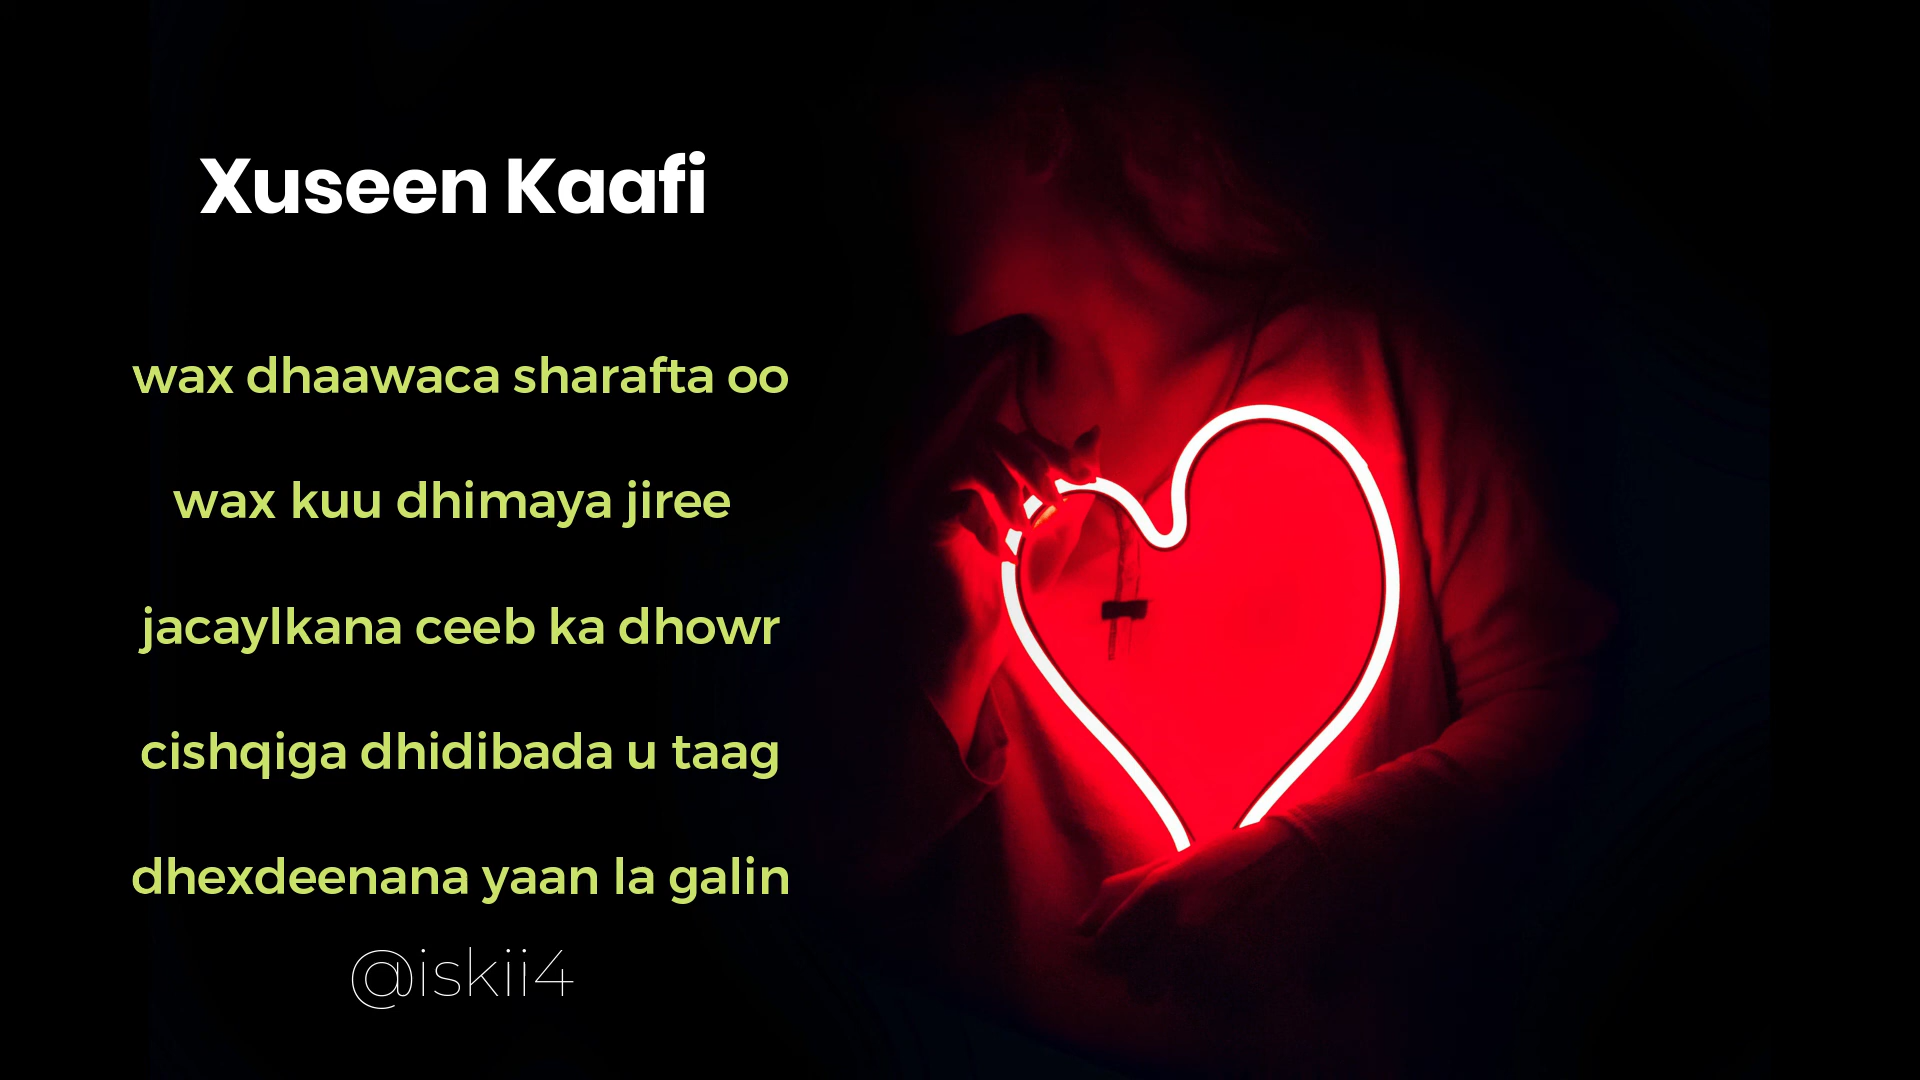 Xuseen Kaafi
wax dhaawaca sharafta oo
wax kuu dhimaya jiree
jacaylkana ceeb ka dhowr
cishqiga dhidibada u taag
dhexdeenana yaan la galin
@iskii4